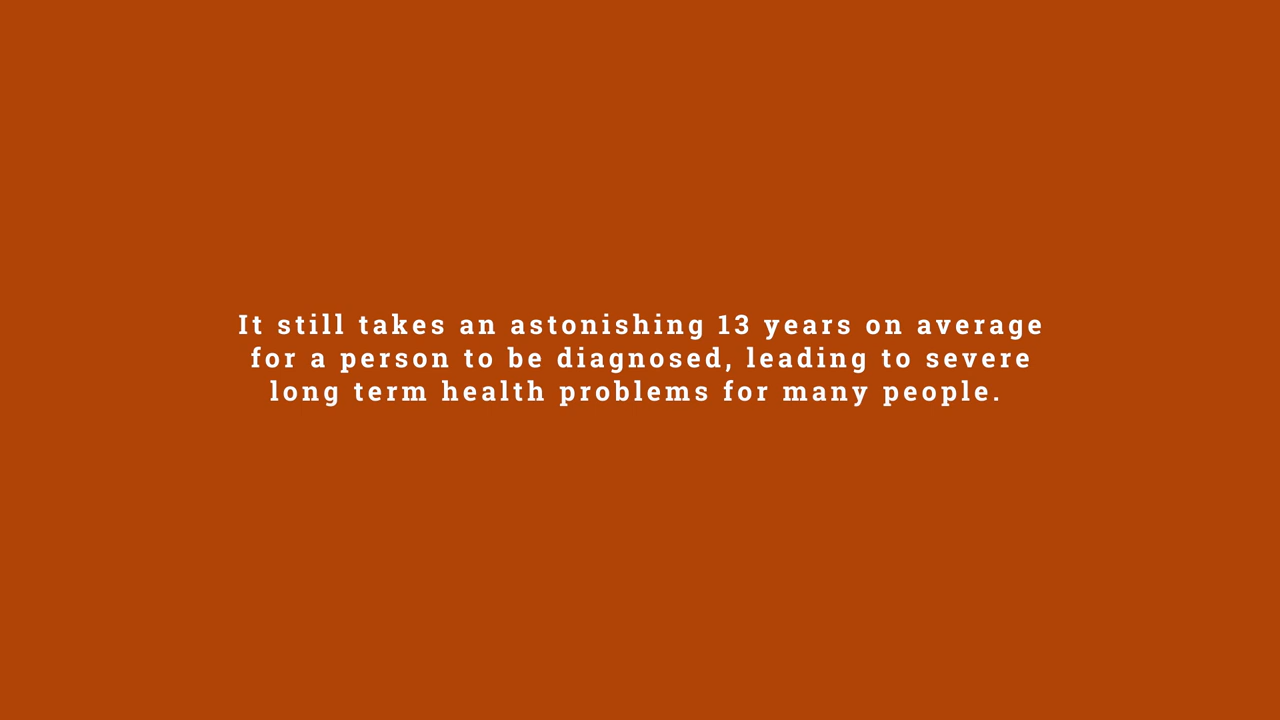 It still takes an astonishing 13 years on average
for a person to be diagnosed, leading to severe
long term health problems for many people.